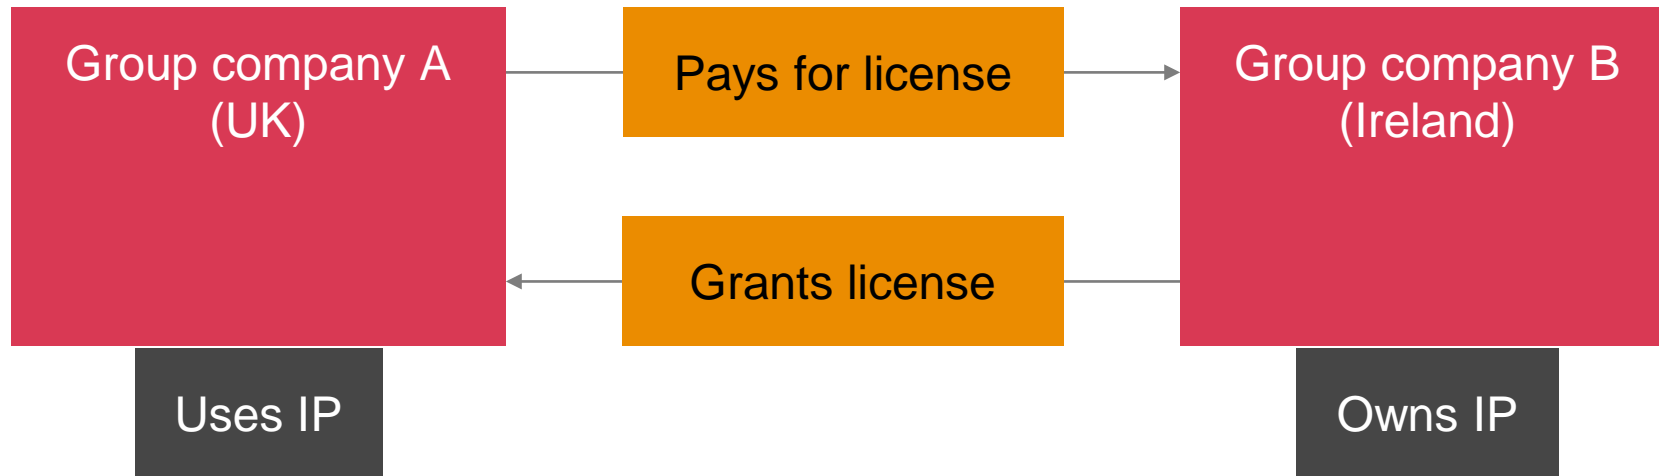 Group company A
(UK)
Pays for license
Group company B
(Ireland)
Grants license
Uses IP
Owns IP